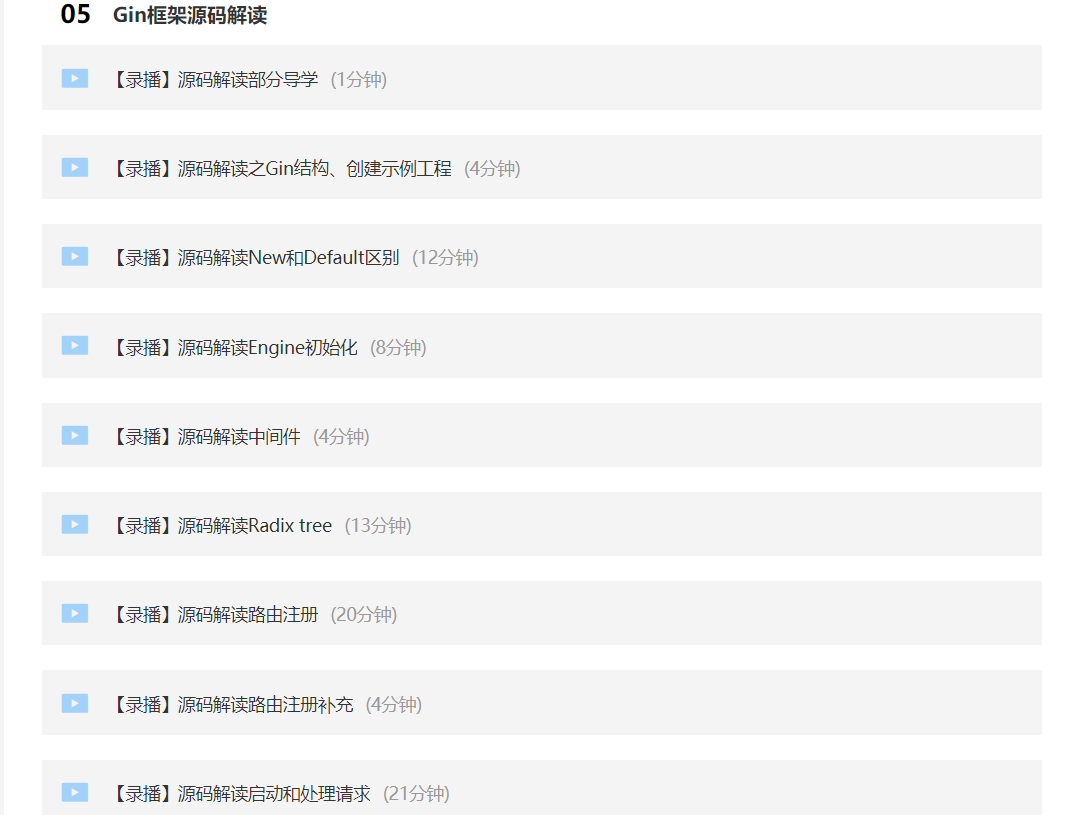 05 Gin框架源码解读
【录播】源码解读部分导学 (1分钟)
【录播】源码解读之Gin结构、创建示例工程 (4分钟)
【录播】源码解读New和Default区别 (12分钟)
【录播】源码解读Engine初始化 (8分钟)
【录播】源码解读中间件 (4分钟)
【录播】源码解读Radix tree (13分钟)
【录播】源码解读路由注册 (20分钟)
【录播】源码解读路由注册补充 (4分钟)
【录播】源码解读启动和处理请求 (21分钟)